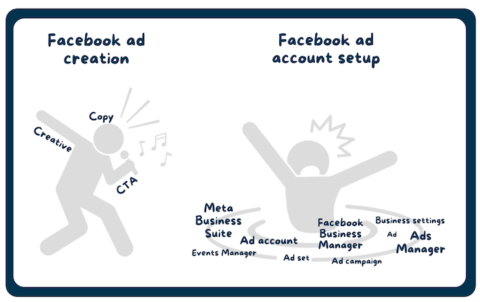 Facebook ad
creation
Facebook ad
account setup
Copy
Creative
CTA
Meta
Business
Suite
Ad account
Events Manager
Ad set
Facebook
Business
Manager
Ad campaign
Business settings
Ad
Ads
Manager